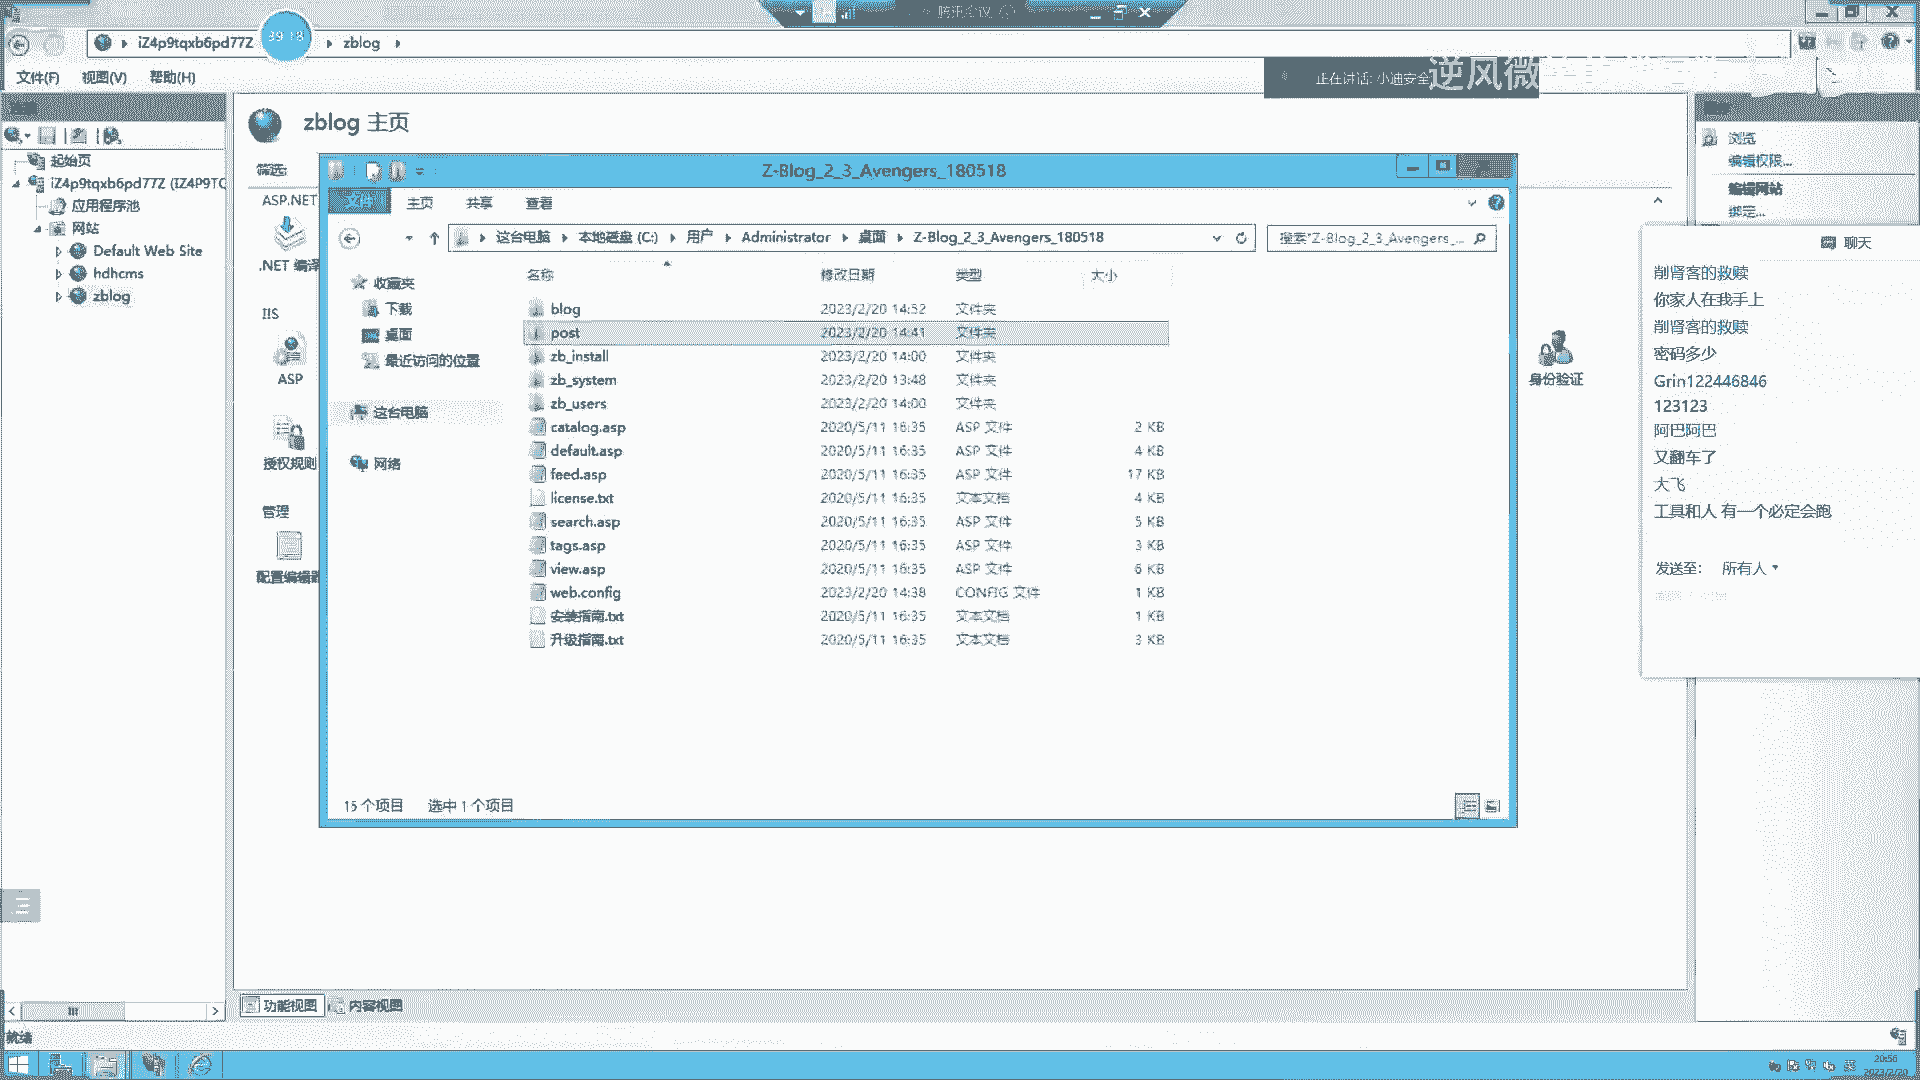 腾讯会议
iZ4p9tqxb6pd77Z
39:18
zblog
文件(F) 视图(V) 帮助(H)
正在讲话: 小迪安全
逆风微
起始页
iZ4p9tqxb6pd77Z (IZ4P9TQ
应用程序池
网站
Default Web Site
hdhcms
zblog
zblog 主页
筛选:
ASP.NET
.NET 编译
IIS
ASP
授权规则
管理
配置编辑器
身份验证
Z-Blog_2_3_Avengers_180518
文件 主页 共享 查看
这台电脑 本地磁盘 (C:) 用户 Administrator 桌面 Z-Blog_2_3_Avengers_180518
搜索"Z-Blog_2_3_Avengers_...
收藏夹
下载
桌面
最近访问的位置
这台电脑
网络
名称 修改日期 类型 大小
blog 2023/2/20 14:52 文件夹
post 2023/2/20 14:41 文件夹
zb_install 2023/2/20 14:00 文件夹
zb_system 2023/2/20 13:48 文件夹
zb_users 2023/2/20 14:00 文件夹
catalog.asp 2020/5/11 16:35 ASP 文件 2 KB
default.asp 2020/5/11 16:35 ASP 文件 4 KB
feed.asp 2020/5/11 16:35 ASP 文件 17 KB
license.txt 2020/5/11 16:35 文本文档 4 KB
search.asp 2020/5/11 16:35 ASP 文件 5 KB
tags.asp 2020/5/11 16:35 ASP 文件 3 KB
view.asp 2020/5/11 16:35 ASP 文件 6 KB
web.config 2023/2/20 14:38 CONFIG 文件 1 KB
安装指南.txt 2020/5/11 16:35 文本文档 1 KB
升级指南.txt 2020/5/11 16:35 文本文档 3 KB
15 个项目 选中 1 个项目
浏览
编辑权限...
编辑网站
绑定...
聊天
削肾客的救赎
你家人在我手上
削肾客的救赎
密码多少
Grin122446846
123123
阿巴阿巴
又翻车了
大飞
工具和人 有一个必定会跑
发送至: 所有人
功能视图 内容视图
就绪
英
20:56
2023/2/20